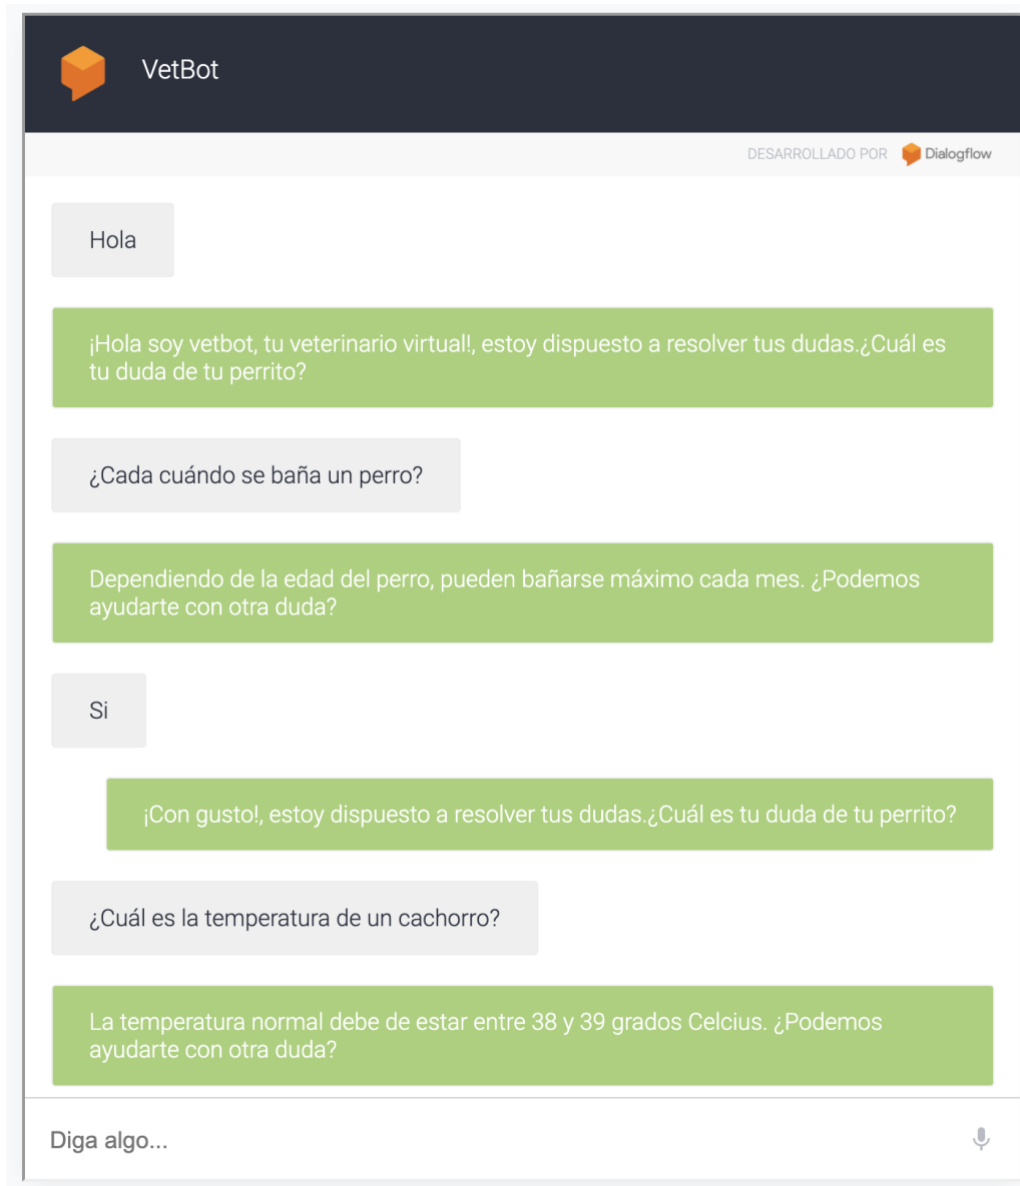 VetBot
DESARROLLADO POR Dialogflow
Hola
¡Hola soy vetbot, tu veterinario virtual!, estoy dispuesto a resolver tus dudas.¿Cuál es
tu duda de tu perrito?
¿Cada cuándo se baña un perro?
Dependiendo de la edad del perro, pueden bañarse máximo cada mes. ¿Podemos
ayudarte con otra duda?
Si
¡Con gusto!, estoy dispuesto a resolver tus dudas.¿Cuál es tu duda de tu perrito?
¿Cuál es la temperatura de un cachorro?
La temperatura normal debe de estar entre 38 y 39 grados Celcius. ¿Podemos
ayudarte con otra duda?
Diga algo...